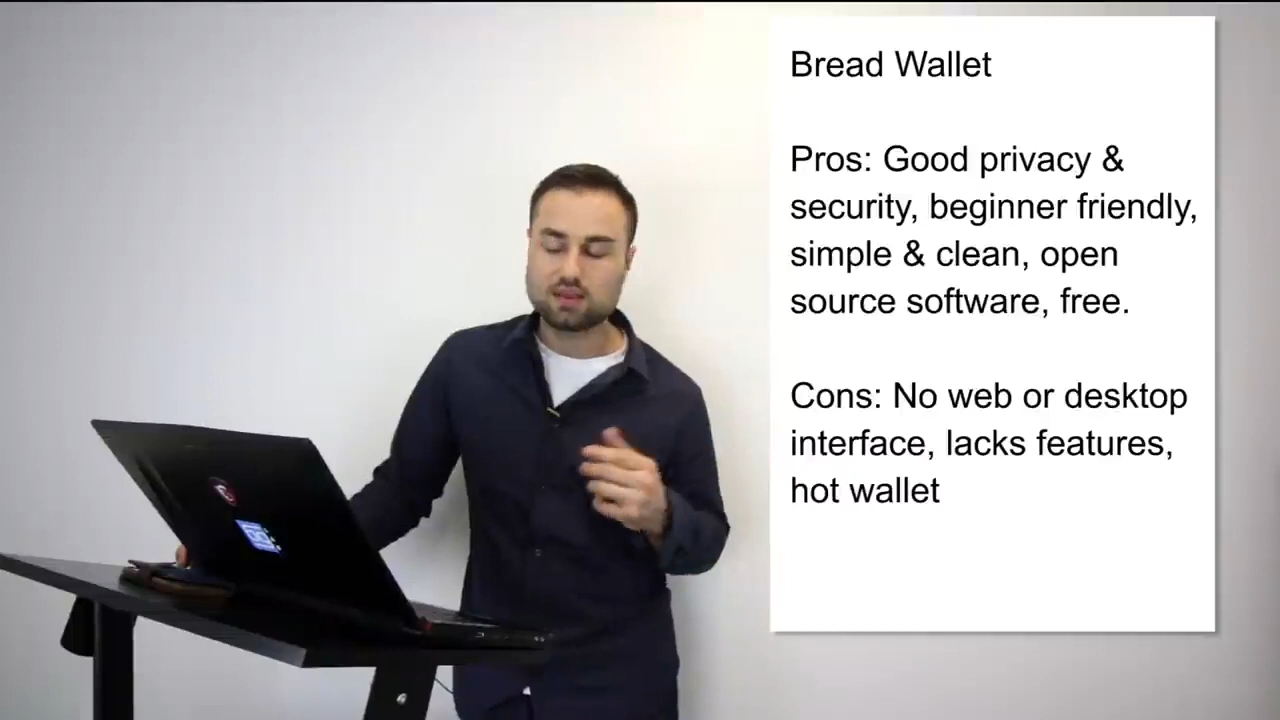 Bread Wallet
Pros: Good privacy &
security, beginner friendly,
simple & clean, open
source software, free.
Cons: No web or desktop
interface, lacks features,
hot wallet